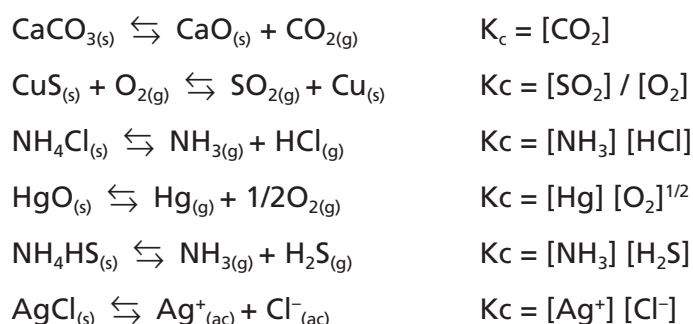 CaCO₃₍ₛ₎ ⇆ CaO₍ₛ₎ + CO₂₍g₎ K꜀ = [CO₂]
CuS₍ₛ₎ + O₂₍g₎ ⇆ SO₂₍g₎ + Cu₍ₛ₎ Kc = [SO₂] / [O₂]
NH₄Cl₍ₛ₎ ⇆ NH₃₍g₎ + HCl₍g₎ Kc = [NH₃] [HCl]
HgO₍ₛ₎ ⇆ Hg₍g₎ + 1/2O₂₍g₎ Kc = [Hg] [O₂]¹/²
NH₄HS₍ₛ₎ ⇆ NH₃₍g₎ + H₂S₍g₎ Kc = [NH₃] [H₂S]
AgCl₍ₛ₎ ⇆ Ag⁺₍ac₎ + Cl⁻₍ac₎ Kc = [Ag⁺] [Cl⁻]